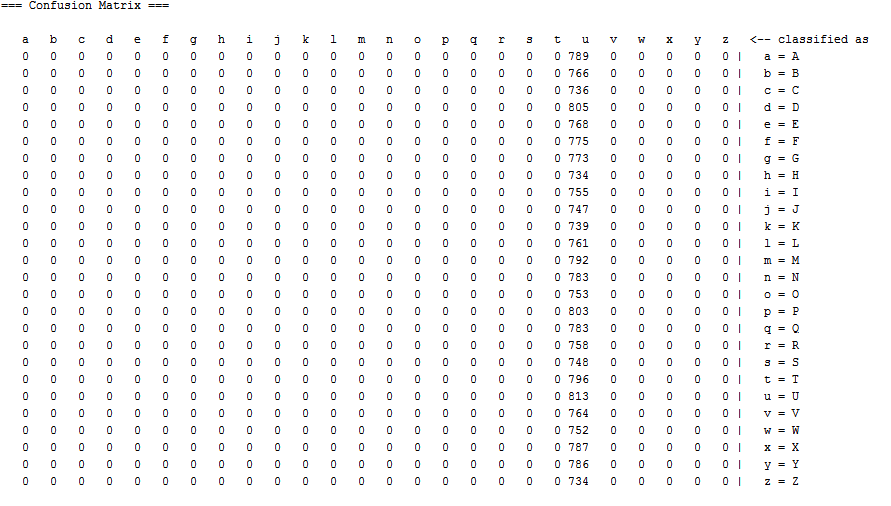 === Confusion Matrix ===
a b c d e f g h i j k l m n o p q r s t u v w x y z <-- classified as
0 0 0 0 0 0 0 0 0 0 0 0 0 0 0 0 0 0 0 0 789 0 0 0 0 0 | a = A
0 0 0 0 0 0 0 0 0 0 0 0 0 0 0 0 0 0 0 0 766 0 0 0 0 0 | b = B
0 0 0 0 0 0 0 0 0 0 0 0 0 0 0 0 0 0 0 0 736 0 0 0 0 0 | c = C
0 0 0 0 0 0 0 0 0 0 0 0 0 0 0 0 0 0 0 0 805 0 0 0 0 0 | d = D
0 0 0 0 0 0 0 0 0 0 0 0 0 0 0 0 0 0 0 0 768 0 0 0 0 0 | e = E
0 0 0 0 0 0 0 0 0 0 0 0 0 0 0 0 0 0 0 0 775 0 0 0 0 0 | f = F
0 0 0 0 0 0 0 0 0 0 0 0 0 0 0 0 0 0 0 0 773 0 0 0 0 0 | g = G
0 0 0 0 0 0 0 0 0 0 0 0 0 0 0 0 0 0 0 0 734 0 0 0 0 0 | h = H
0 0 0 0 0 0 0 0 0 0 0 0 0 0 0 0 0 0 0 0 755 0 0 0 0 0 | i = I
0 0 0 0 0 0 0 0 0 0 0 0 0 0 0 0 0 0 0 0 747 0 0 0 0 0 | j = J
0 0 0 0 0 0 0 0 0 0 0 0 0 0 0 0 0 0 0 0 739 0 0 0 0 0 | k = K
0 0 0 0 0 0 0 0 0 0 0 0 0 0 0 0 0 0 0 0 761 0 0 0 0 0 | l = L
0 0 0 0 0 0 0 0 0 0 0 0 0 0 0 0 0 0 0 0 792 0 0 0 0 0 | m = M
0 0 0 0 0 0 0 0 0 0 0 0 0 0 0 0 0 0 0 0 783 0 0 0 0 0 | n = N
0 0 0 0 0 0 0 0 0 0 0 0 0 0 0 0 0 0 0 0 753 0 0 0 0 0 | o = O
0 0 0 0 0 0 0 0 0 0 0 0 0 0 0 0 0 0 0 0 803 0 0 0 0 0 | p = P
0 0 0 0 0 0 0 0 0 0 0 0 0 0 0 0 0 0 0 0 783 0 0 0 0 0 | q = Q
0 0 0 0 0 0 0 0 0 0 0 0 0 0 0 0 0 0 0 0 758 0 0 0 0 0 | r = R
0 0 0 0 0 0 0 0 0 0 0 0 0 0 0 0 0 0 0 0 748 0 0 0 0 0 | s = S
0 0 0 0 0 0 0 0 0 0 0 0 0 0 0 0 0 0 0 0 796 0 0 0 0 0 | t = T
0 0 0 0 0 0 0 0 0 0 0 0 0 0 0 0 0 0 0 0 813 0 0 0 0 0 | u = U
0 0 0 0 0 0 0 0 0 0 0 0 0 0 0 0 0 0 0 0 764 0 0 0 0 0 | v = V
0 0 0 0 0 0 0 0 0 0 0 0 0 0 0 0 0 0 0 0 752 0 0 0 0 0 | w = W
0 0 0 0 0 0 0 0 0 0 0 0 0 0 0 0 0 0 0 0 787 0 0 0 0 0 | x = X
0 0 0 0 0 0 0 0 0 0 0 0 0 0 0 0 0 0 0 0 786 0 0 0 0 0 | y = Y
0 0 0 0 0 0 0 0 0 0 0 0 0 0 0 0 0 0 0 0 734 0 0 0 0 0 | z = Z